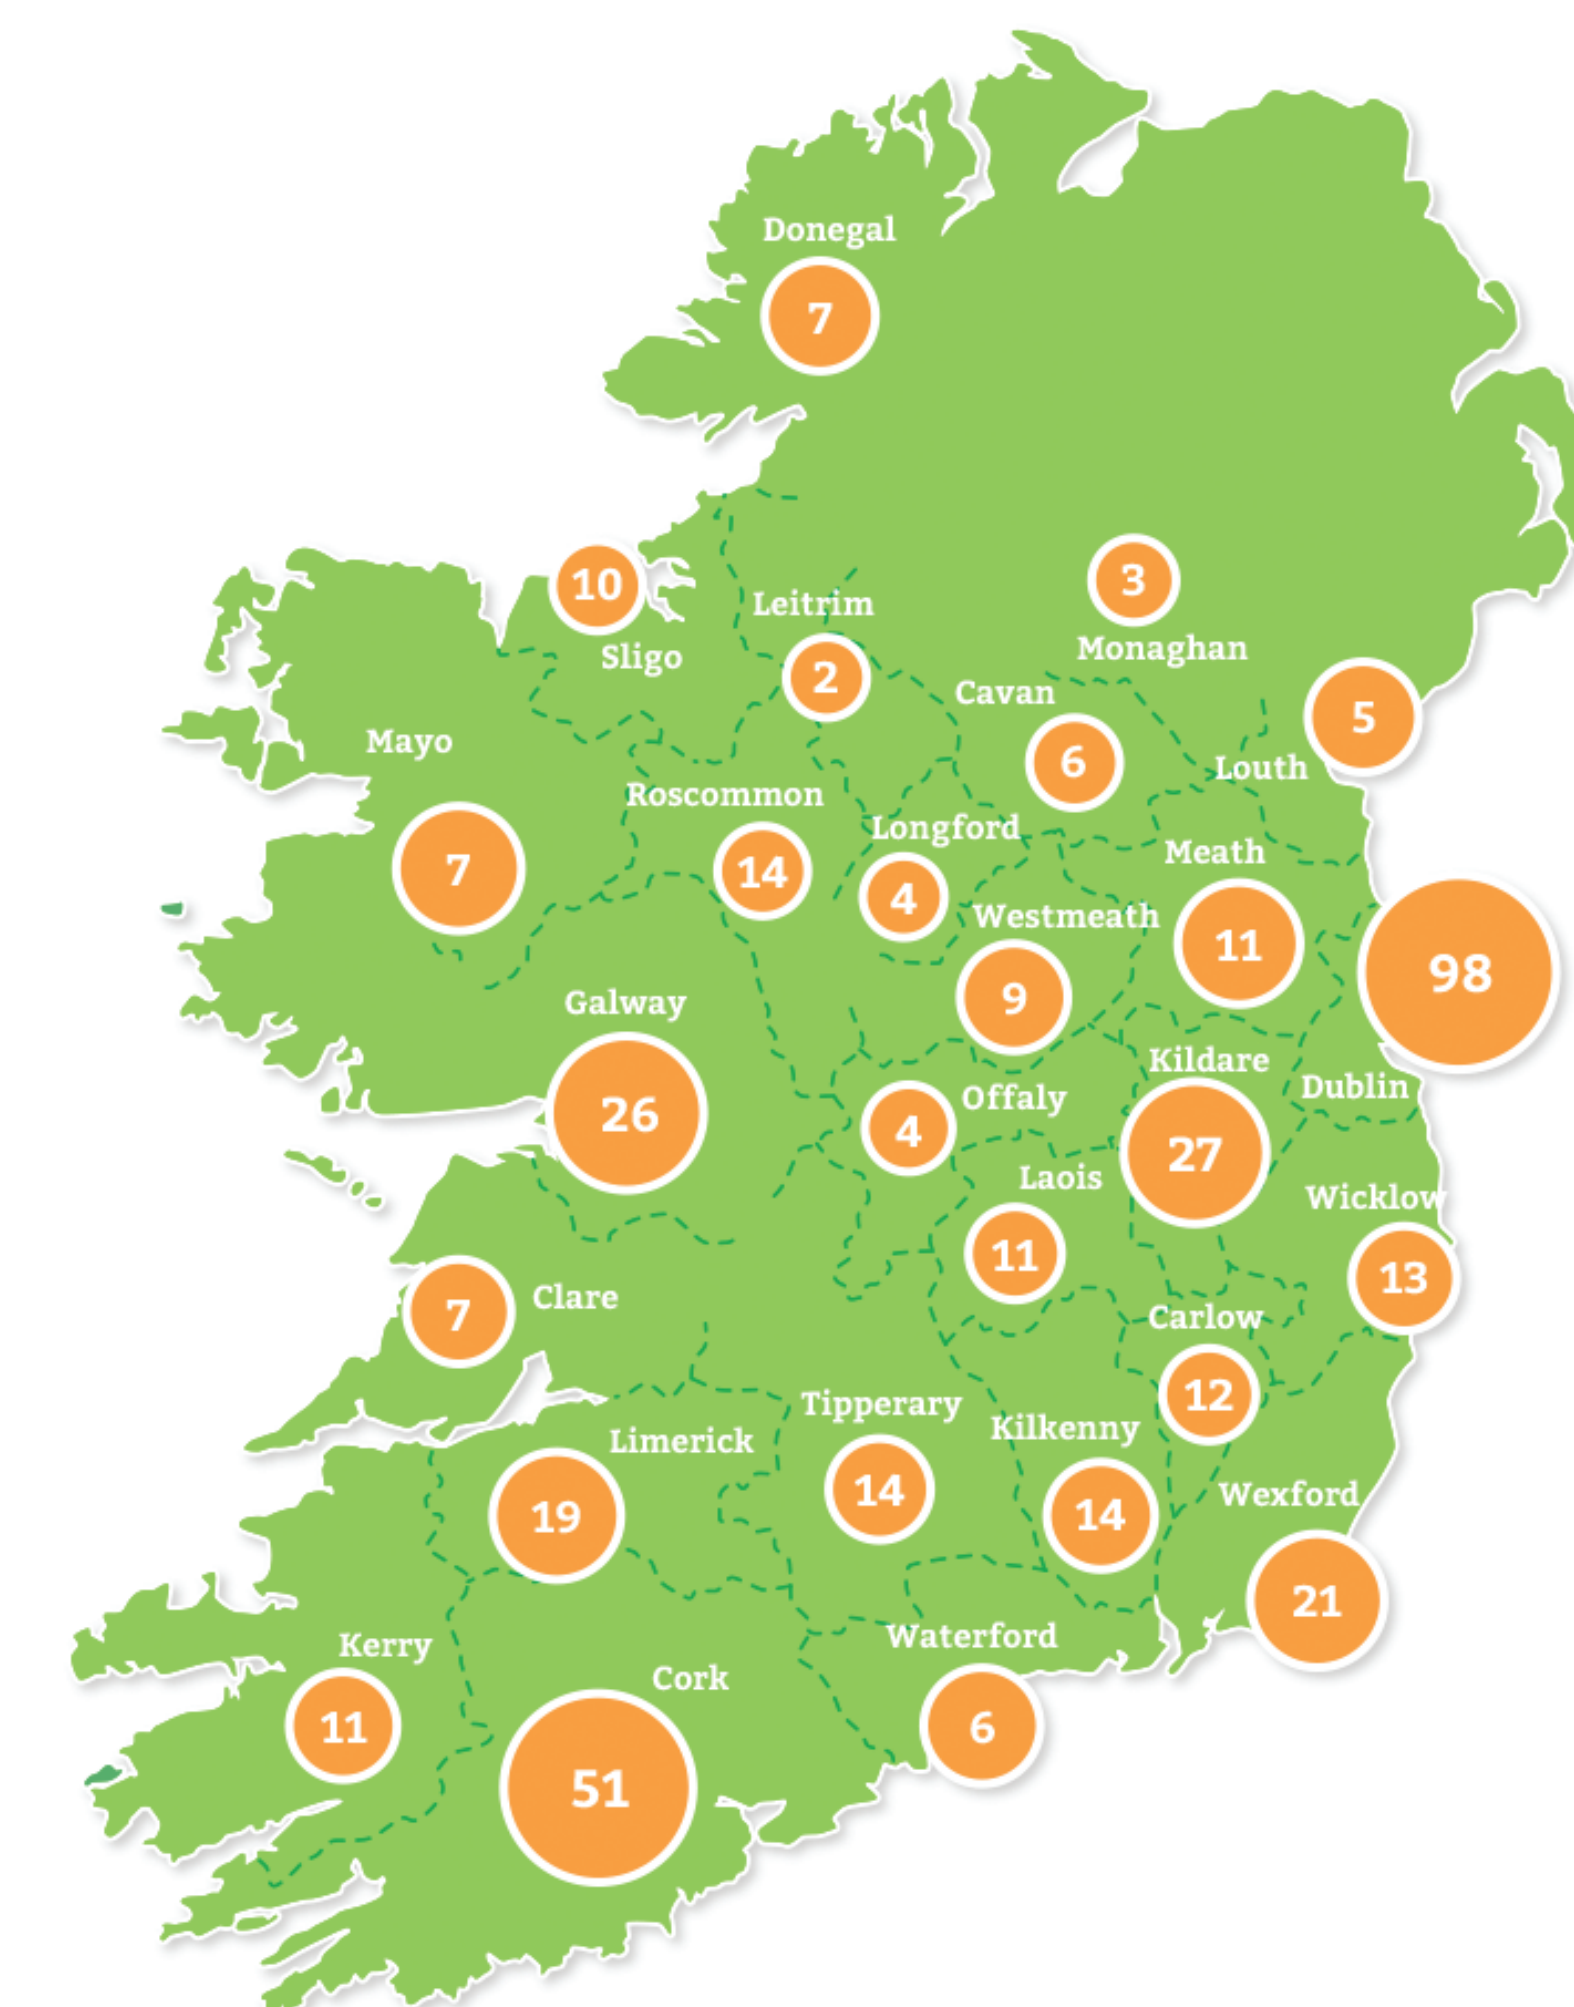 Donegal
7
10
Sligo
Leitrim
2
3
Monaghan
Cavan
6
5
Louth
Mayo
7
Roscommon
14
Longford
4
Meath
11
Westmeath
9
98
Dublin
Galway
26
Offaly
4
Kildare
27
Laois
11
Wicklow
13
Clare
7
Carlow
12
Limerick
19
Tipperary
14
Kilkenny
14
Wexford
21
Kerry
11
Cork
51
Waterford
6